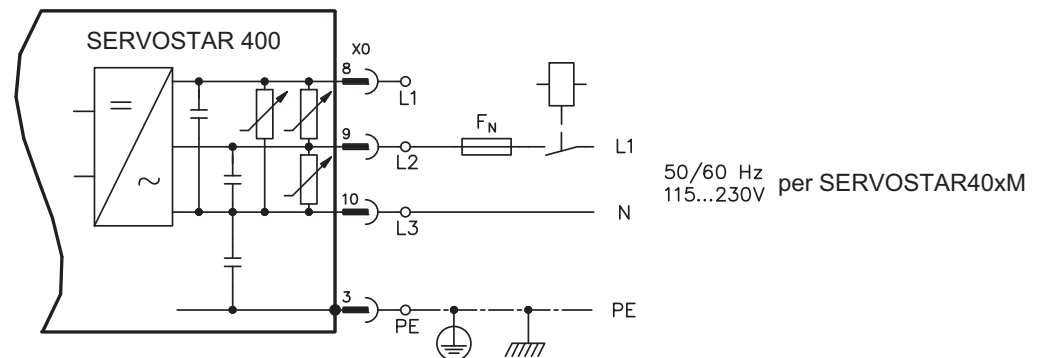 SERVOSTAR 400
X0
8
L1
9
L2
FN
L1
50/60 Hz
115...230V
per SERVOSTAR40xM
10
L3
N
3
PE
PE